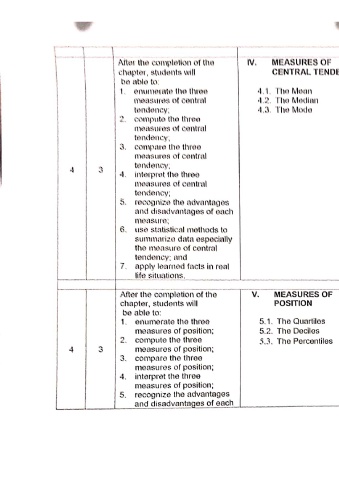 After the completion of the
chapter, students will
be able to:
1. enumerate the three
measures of central
tendency;
2. compute the three
measures of central
tendency;
3. compare the three
measures of central
tendency;
4. interpret the three
measures of central
tendency;
5. recognize the advantages
and disadvantages of each
measure;
6. use statistical methods to
summarize data especially
the measure of central
tendency; and
7. apply learned facts in real
life situations.
4
3
IV. MEASURES OF
CENTRAL TENDE
4.1. The Mean
4.2. The Median
4.3. The Mode
After the completion of the
chapter, students will
be able to:
1. enumerate the three
measures of position;
2. compute the three
measures of position;
3. compare the three
measures of position;
4. interpret the three
measures of position;
5. recognize the advantages
and disadvantages of each
4
3
V. MEASURES OF
POSITION
5.1. The Quartiles
5.2. The Deciles
5.3. The Percentiles